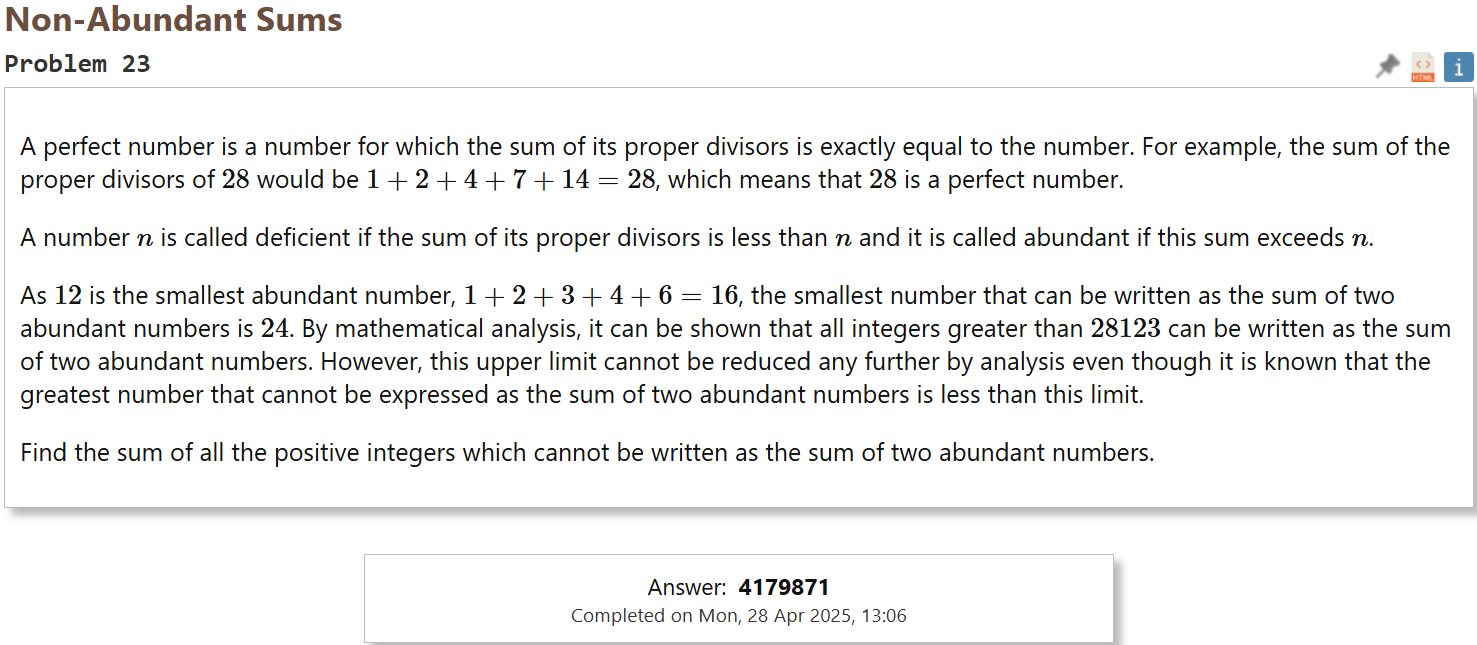 Non-Abundant Sums
Problem 23
HTML
i
A perfect number is a number for which the sum of its proper divisors is exactly equal to the number. For example, the sum of the
proper divisors of 28 would be 1 + 2 + 4 + 7 + 14 = 28, which means that 28 is a perfect number.
A number n is called deficient if the sum of its proper divisors is less than n and it is called abundant if this sum exceeds n.
As 12 is the smallest abundant number, 1 + 2 + 3 + 4 + 6 = 16, the smallest number that can be written as the sum of two
abundant numbers is 24. By mathematical analysis, it can be shown that all integers greater than 28123 can be written as the sum
of two abundant numbers. However, this upper limit cannot be reduced any further by analysis even though it is known that the
greatest number that cannot be expressed as the sum of two abundant numbers is less than this limit.
Find the sum of all the positive integers which cannot be written as the sum of two abundant numbers.
Answer: 4179871
Completed on Mon, 28 Apr 2025, 13:06